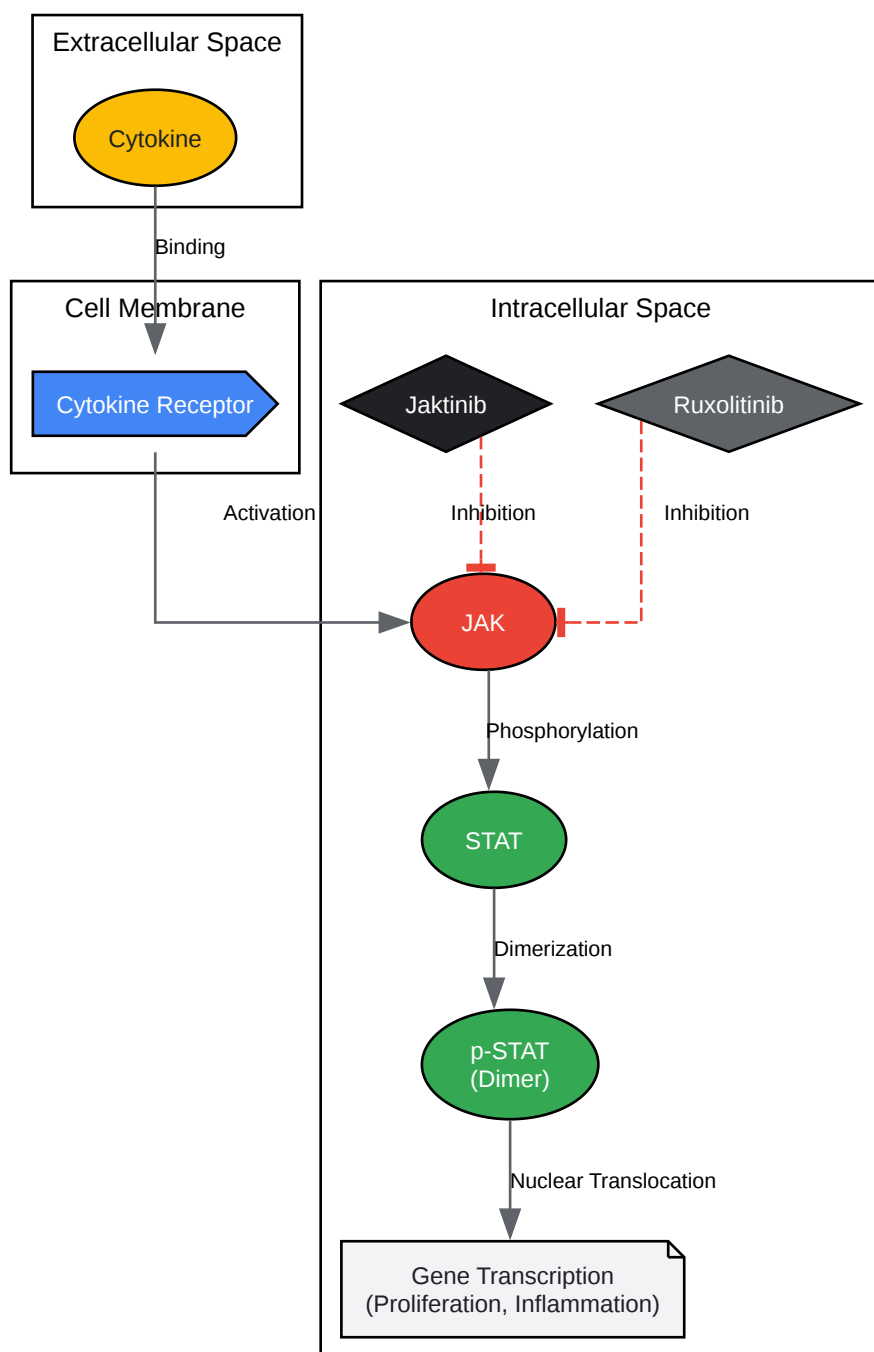 Extracellular Space
Cytokine
Binding
Cell Membrane
Intracellular Space
Cytokine Receptor
Jaktinib
Ruxolitinib
Activation
Inhibition
Inhibition
JAK
Phosphorylation
STAT
Dimerization
p-STAT
(Dimer)
Nuclear Translocation
Gene Transcription
(Proliferation, Inflammation)